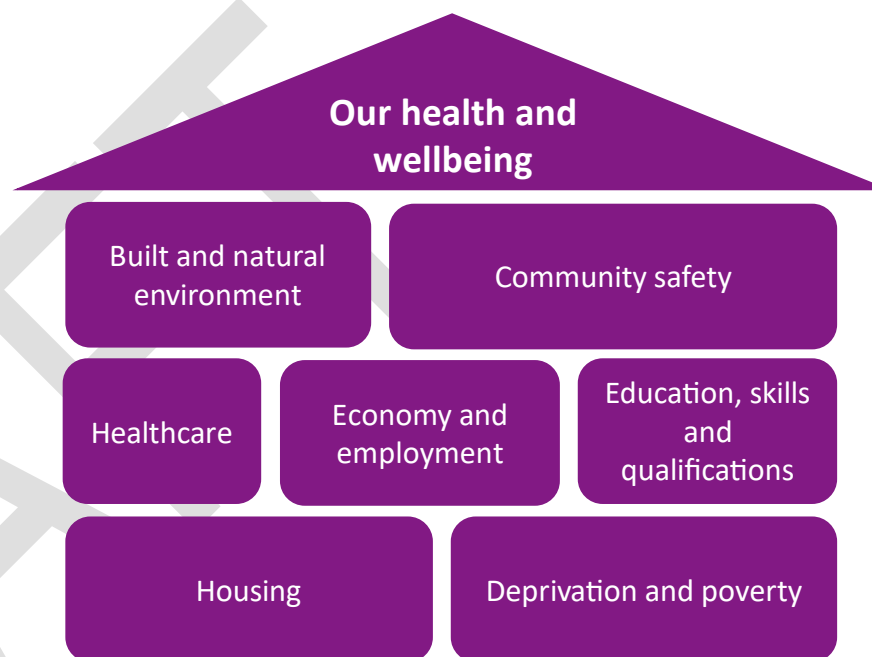 Our health and
wellbeing
Built and natural
environment
Community safety
Healthcare
Economy and
employment
Education, skills
and
qualifications
Housing
Deprivation and poverty